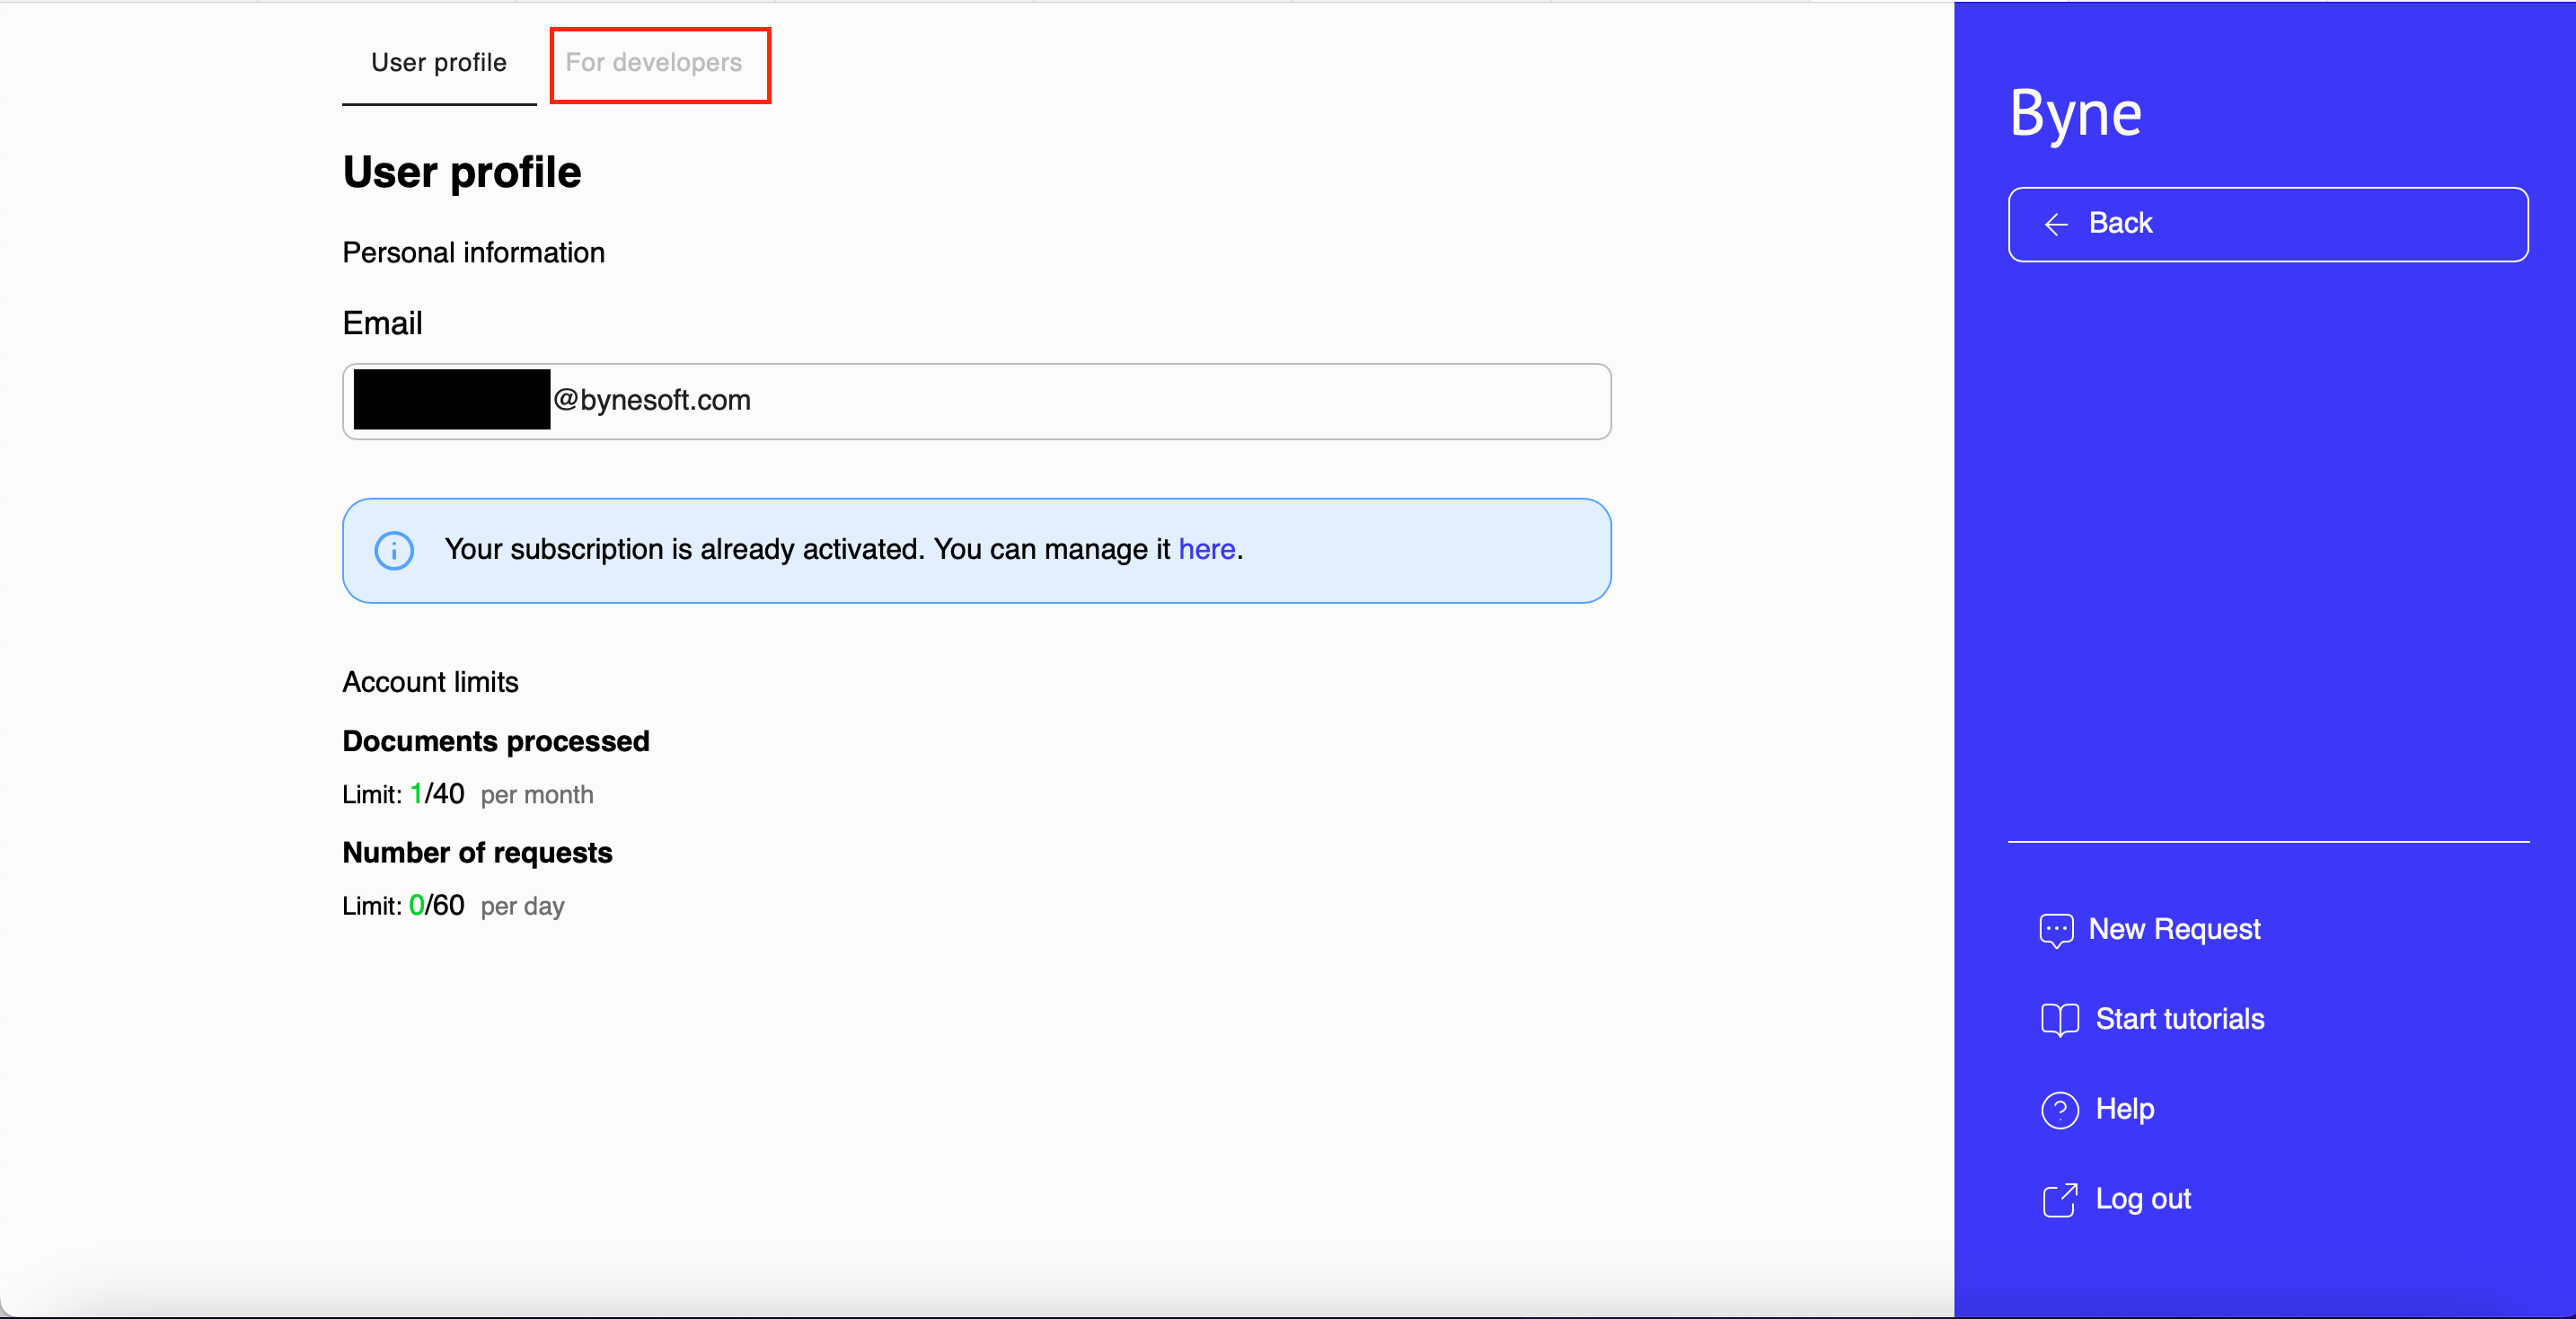 User profile For developers
User profile
Personal information
Email
@bynesoft.com
Your subscription is already activated. You can manage it here.
Account limits
Documents processed
Limit: 1/40 per month
Number of requests
Limit: 0/60 per day
Byne
Back
New Request
Start tutorials
Help
Log out